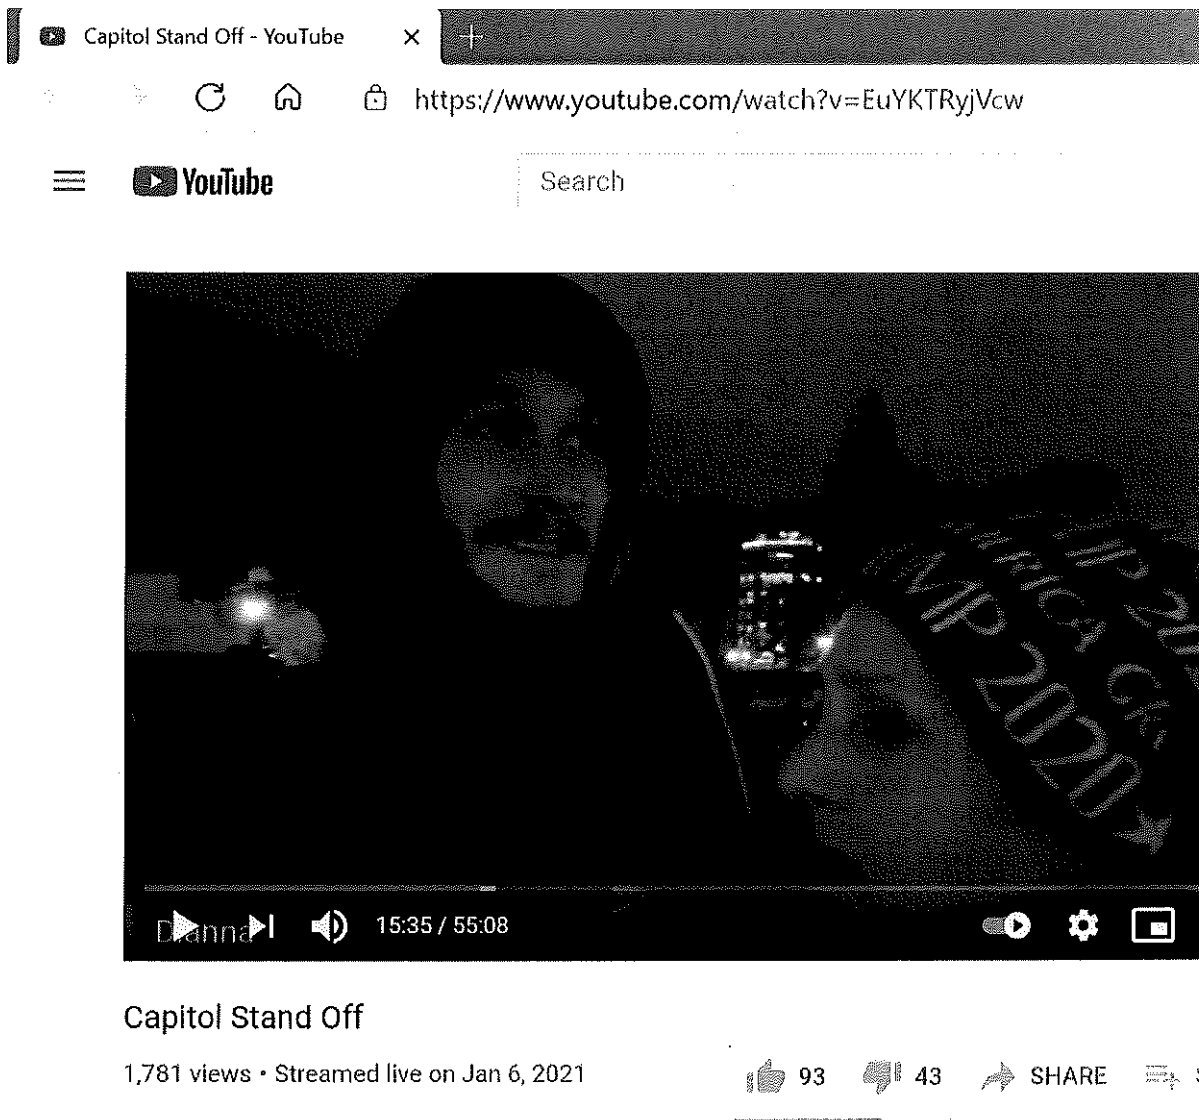 Capitol Stand Off - YouTube
https://www.youtube.com/watch?v=EuYKTRyjVcw
YouTube
Search
TRUMP 2020
15:35 / 55:08
Capitol Stand Off
1,781 views • Streamed live on Jan 6, 2021
93 43 SHARE